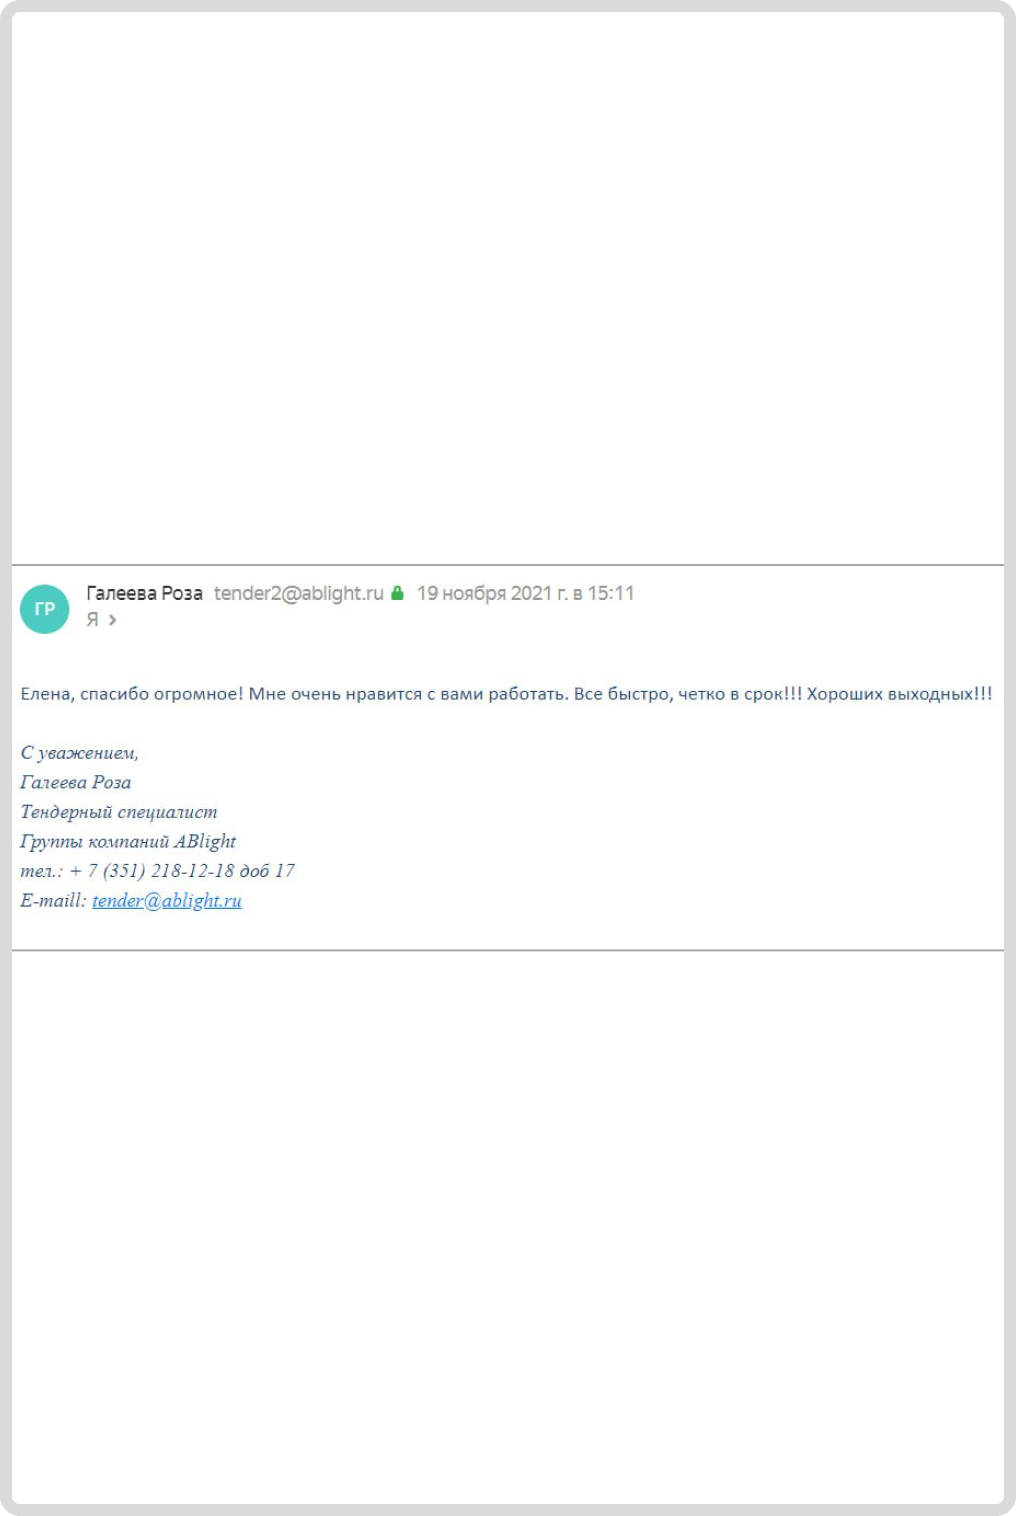 ГР
Галеева Роза tender2@ablight.ru 19 ноября 2021 г. в 15:11
Я >
Елена, спасибо огромное! Мне очень нравится с вами работать. Все быстро, четко в срок!!! Хороших выходных!!!
С уважением,
Галеева Роза
Тендерный специалист
Группы компаний ABlight
тел.: + 7 (351) 218-12-18 доб 17
E-maill: tender@ablight.ru